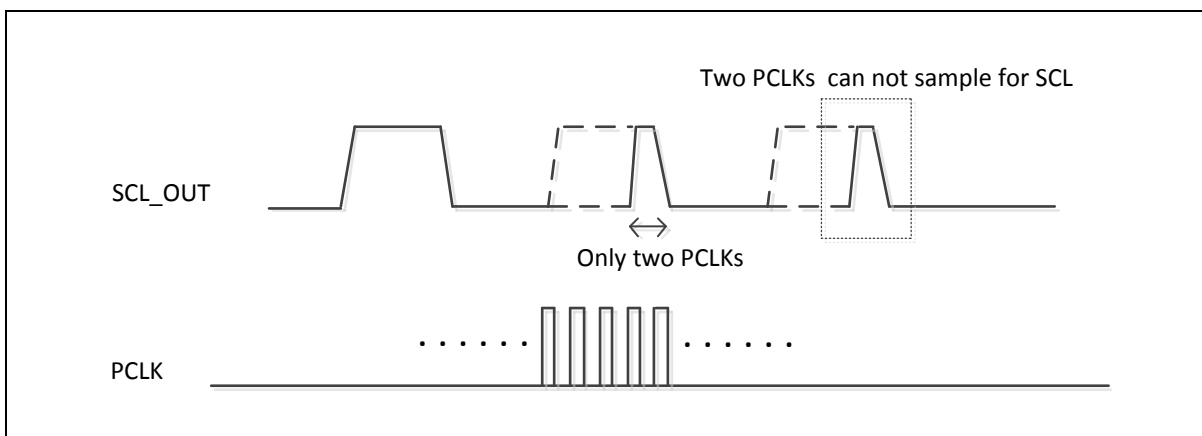 Two PCLKs can not sample for SCL
SCL_OUT
Only two PCLKs
PCLK